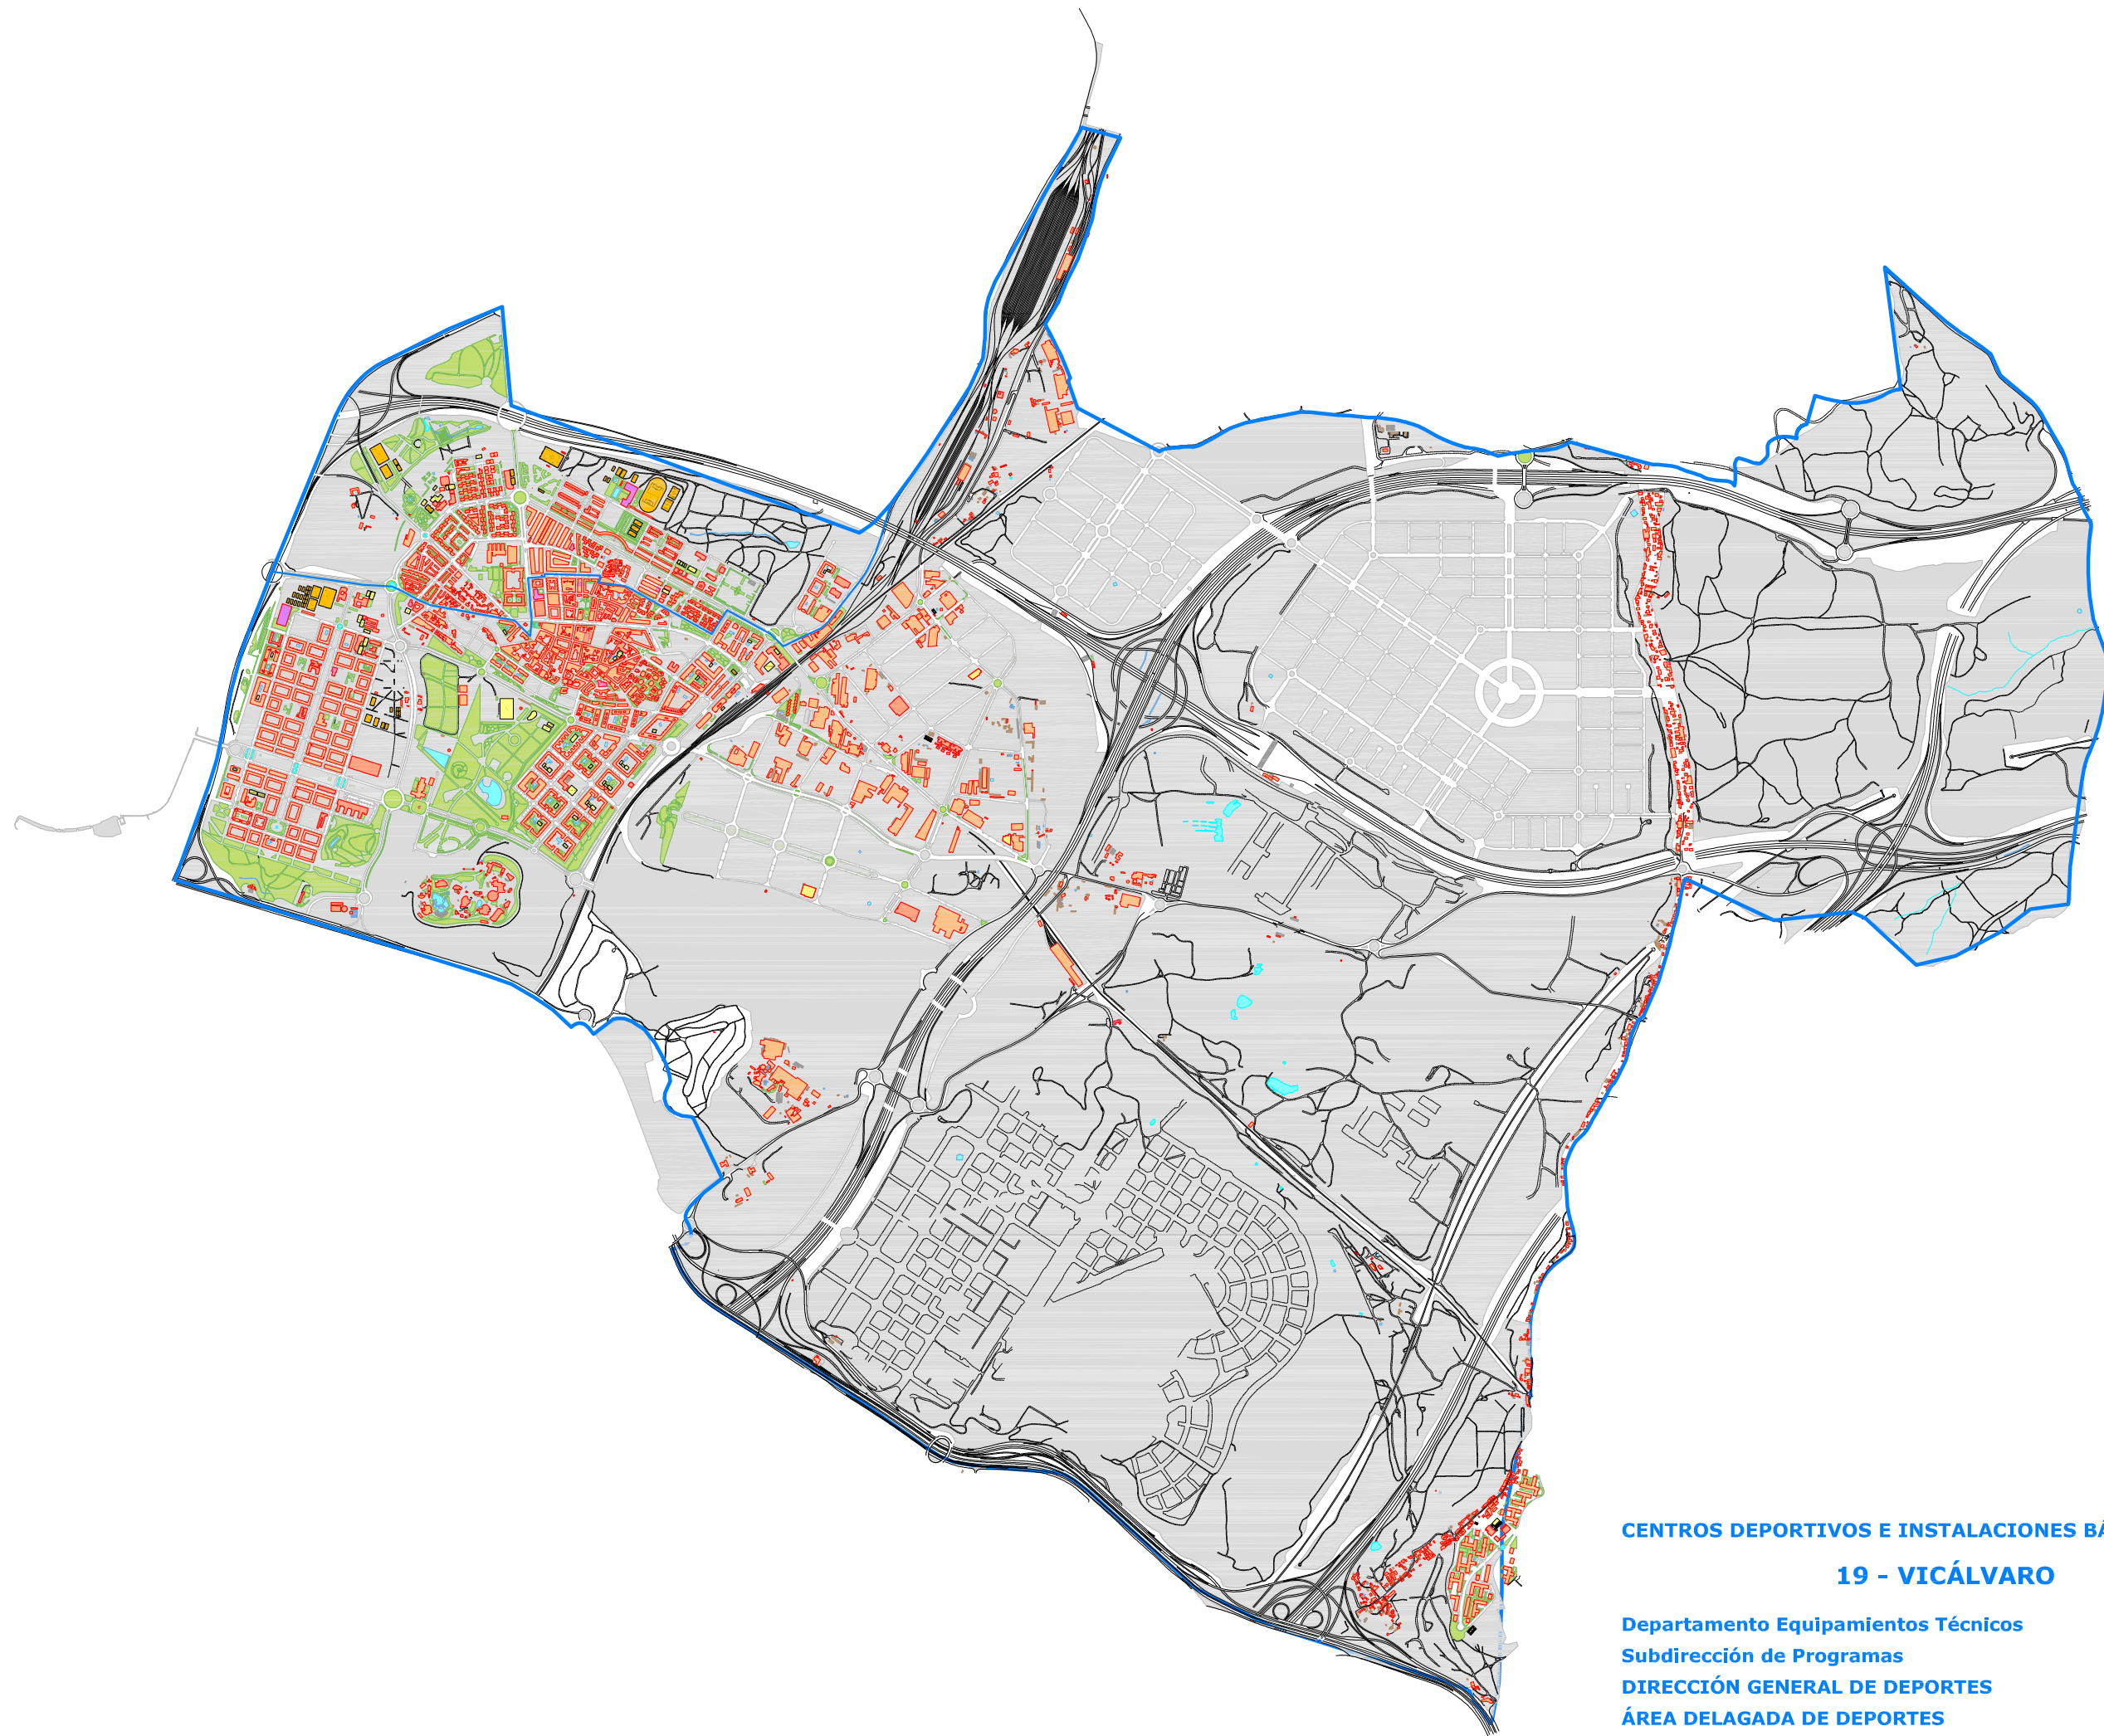 CENTROS DEPORTIVOS E INSTALACIONES BÁ
19 - VICÁLVARO
Departamento Equipamientos Técnicos
Subdirección de Programas
DIRECCIÓN GENERAL DE DEPORTES
ÁREA DELAGADA DE DEPORTES